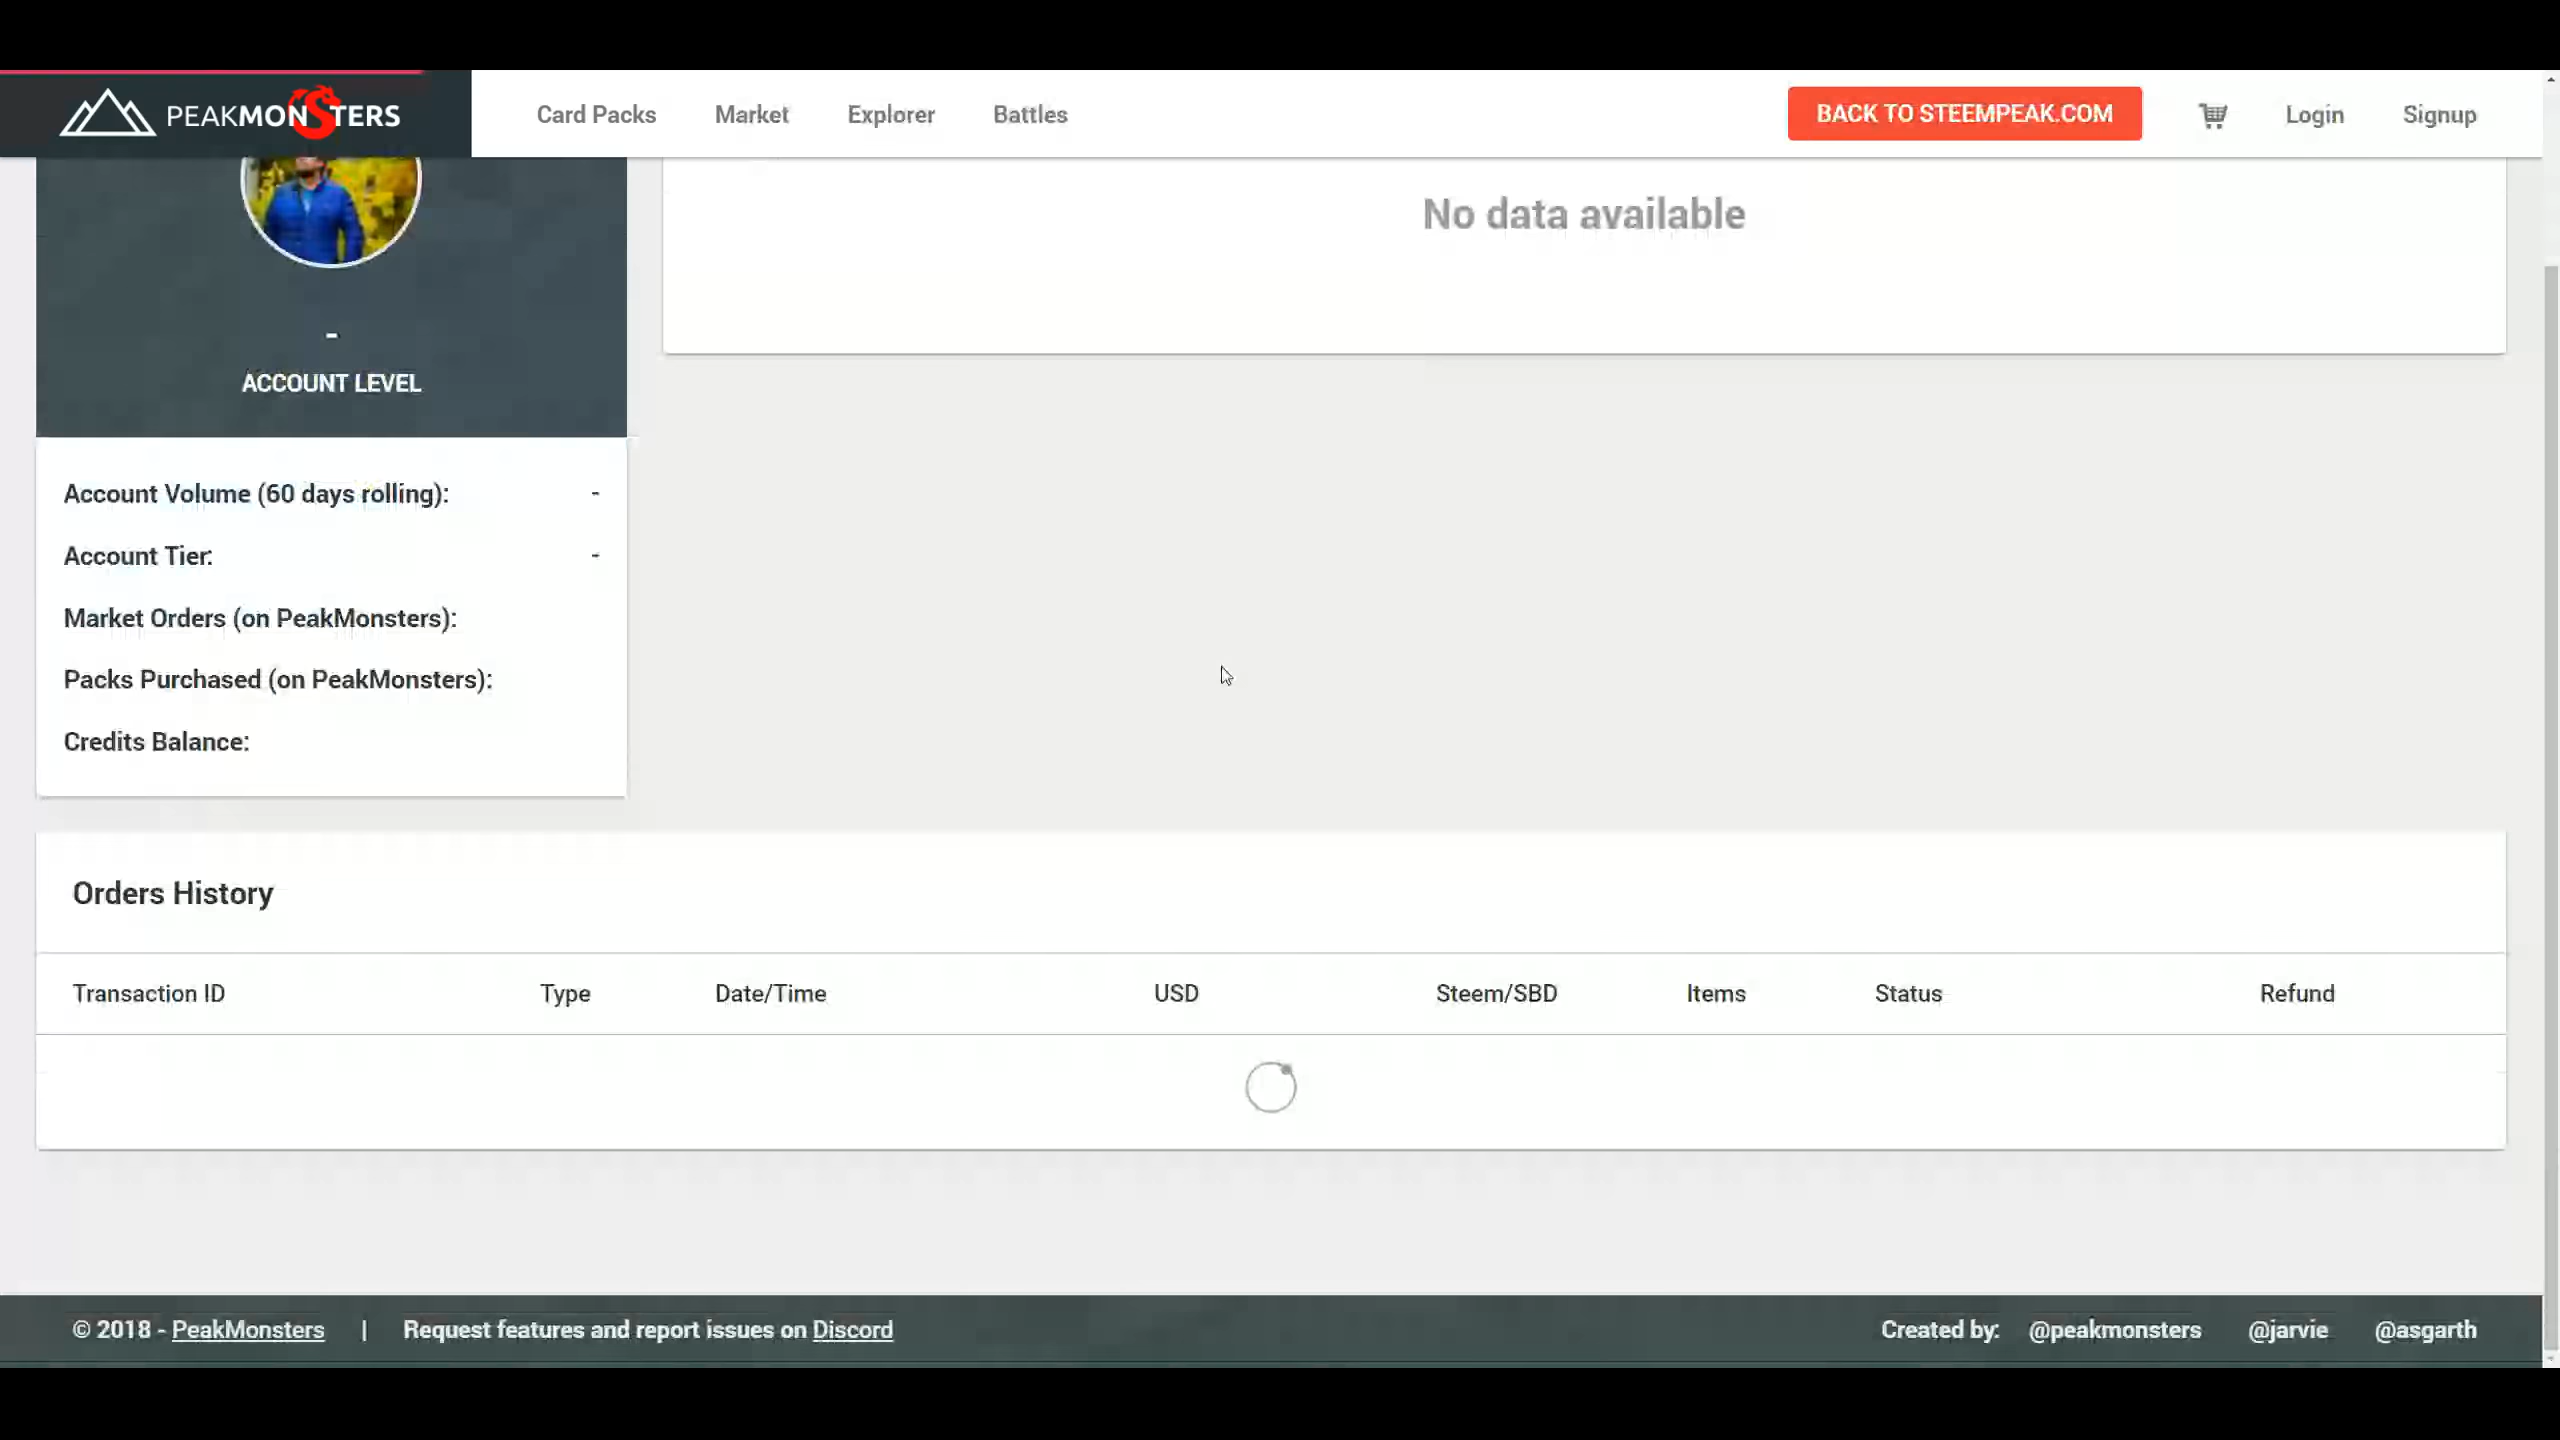 PEAKMONSTERS
Card Packs
Market
Explorer
Battles
BACK TO STEEMPEAK.COM
Login
Signup
No data available
-
ACCOUNT LEVEL
Account Volume (60 days rolling): -
Account Tier: -
Market Orders (on PeakMonsters):
Packs Purchased (on PeakMonsters):
Credits Balance:
Orders History
Transaction ID Type Date/Time USD Steem/SBD Items Status Refund
© 2018 - PeakMonsters | Request features and report issues on Discord
Created by: @peakmonsters @jarvie @asgarth